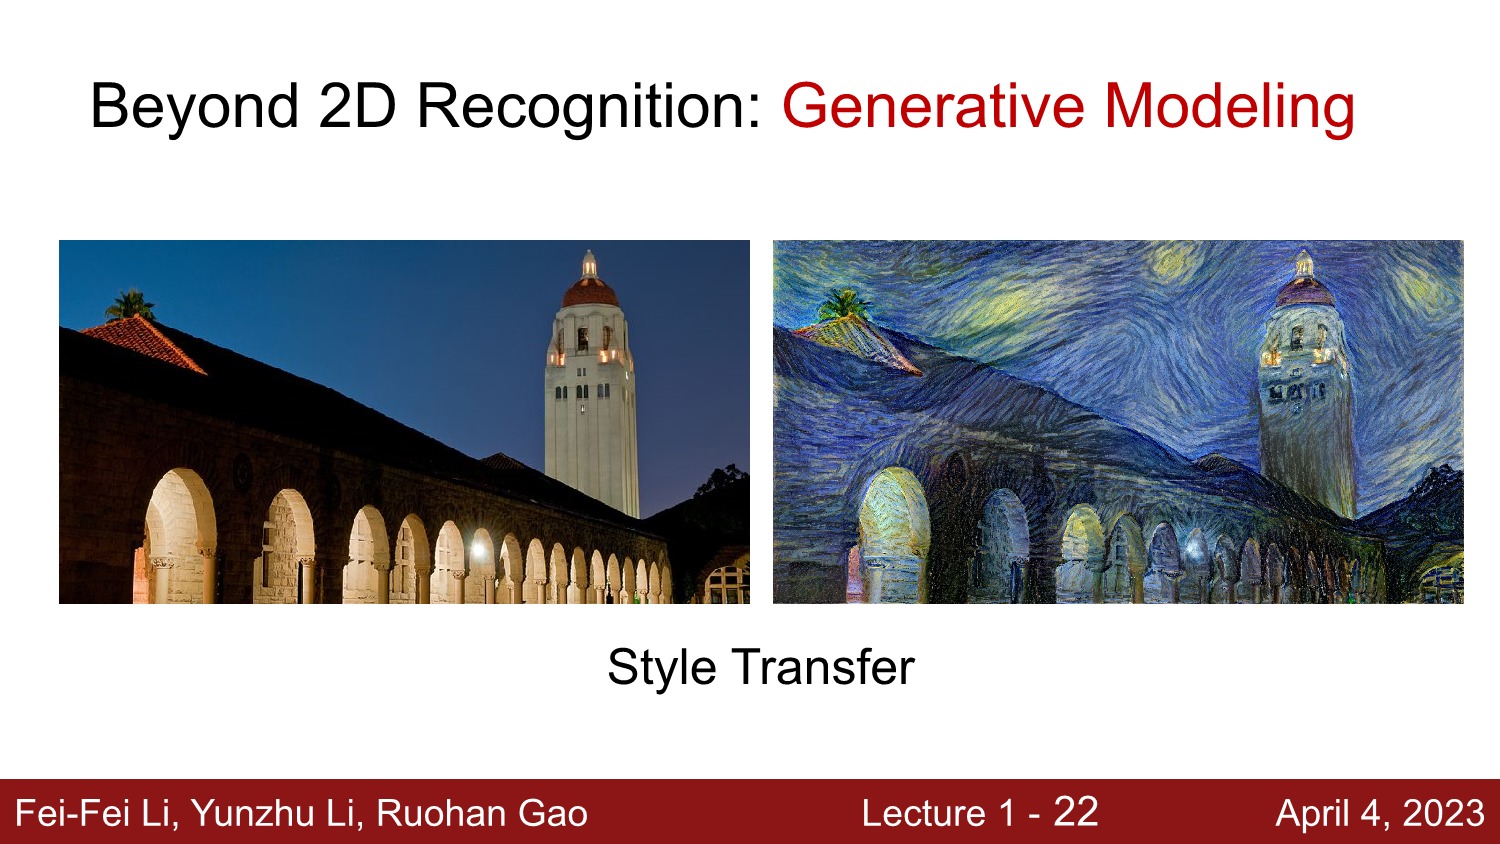 Beyond 2D Recognition: Generative Modeling
Style Transfer
Fei-Fei Li, Yunzhu Li, Ruohan Gao
Lecture 1 - 22
April 4, 2023